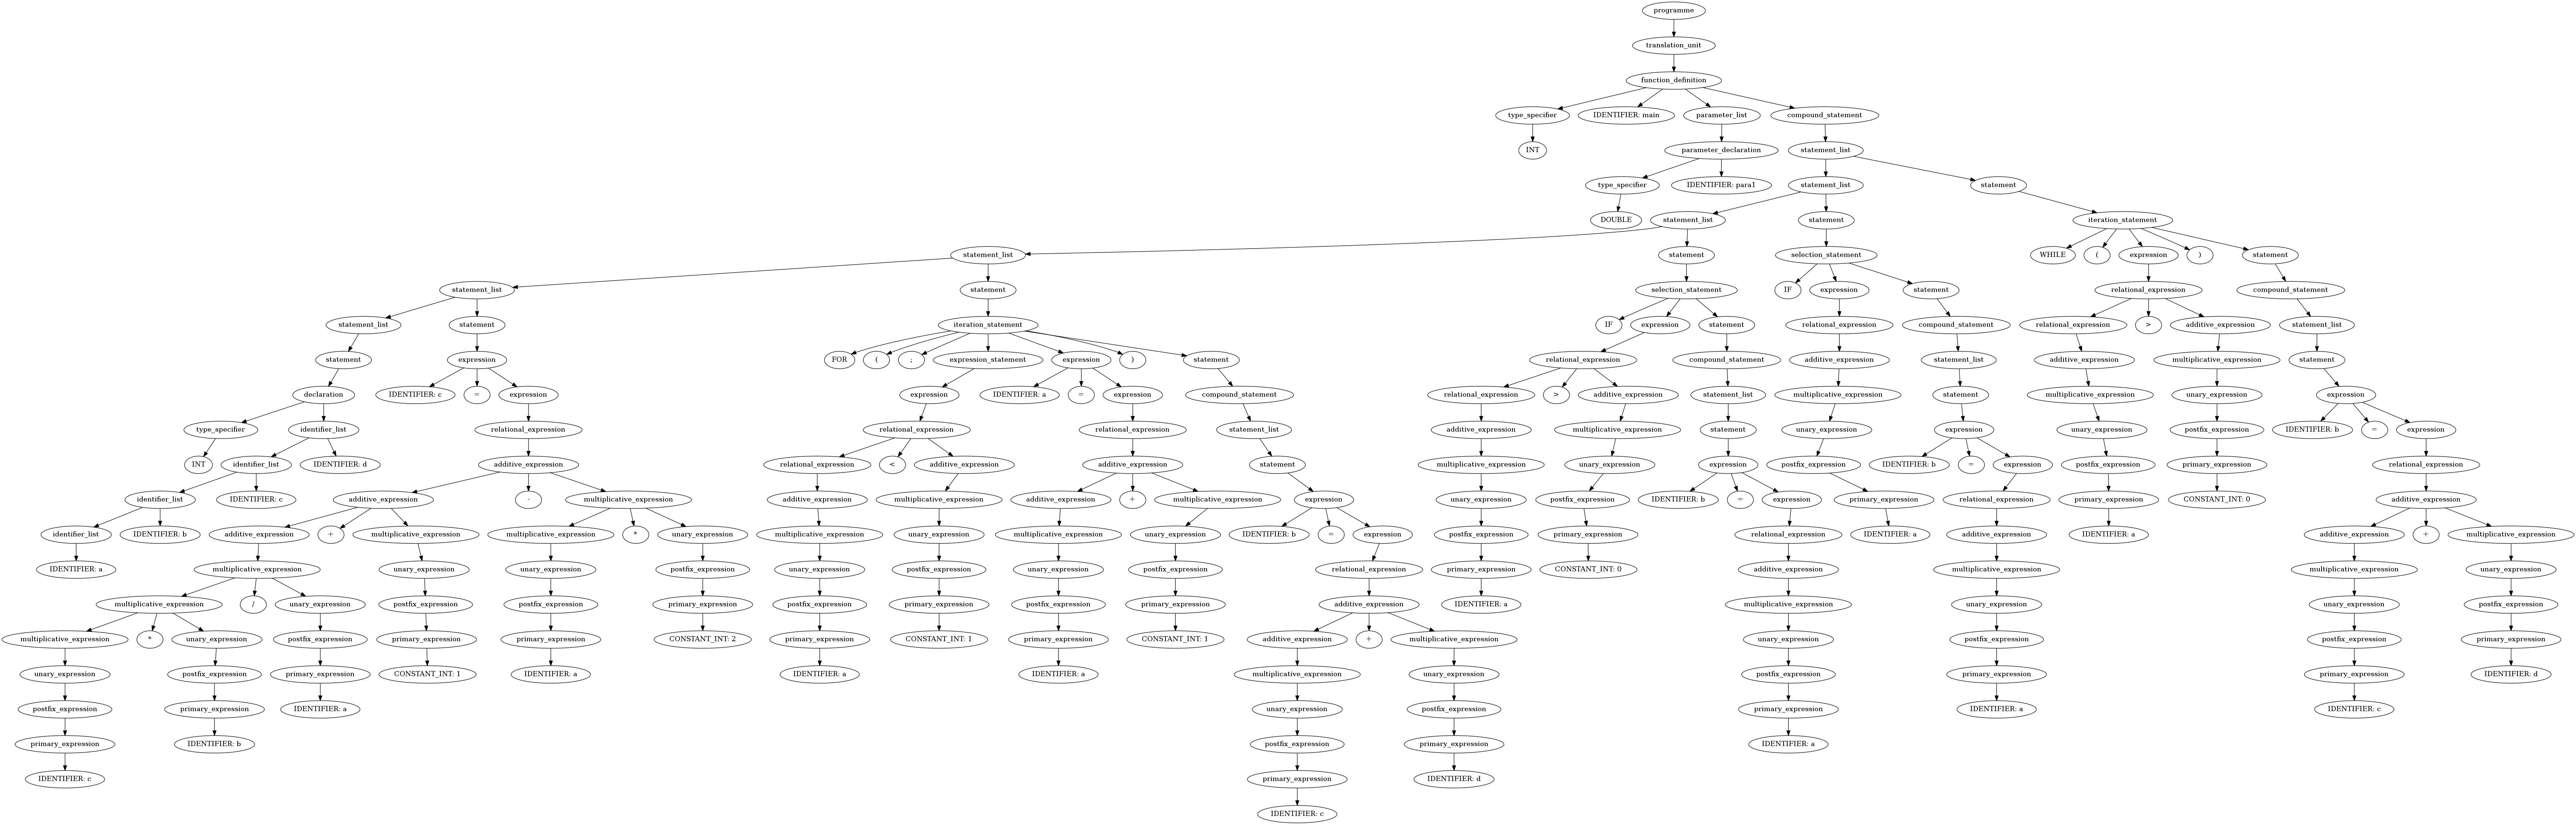 programme
translation_unit
function_definition
type_specifier IDENTIFIER: main parameter_list compound_statement
INT parameter_declaration statement_list
type_specifier IDENTIFIER: para1 statement_list statement
DOUBLE statement_list statement iteration_statement
statement_list statement selection_statement WHILE ( expression ) statement
statement_list statement selection_statement IF expression statement relational_expression compound_statement
statement_list statement iteration_statement IF expression statement relational_expression compound_statement relational_expression > additive_expression statement_list
statement expression FOR ( ; expression_statement expression ) statement relational_expression compound_statement additive_expression statement_list additive_expression multiplicative_expression statement
declaration IDENTIFIER: c = expression expression IDENTIFIER: a = expression compound_statement relational_expression > additive_expression statement_list multiplicative_expression statement multiplicative_expression unary_expression expression
type_specifier identifier_list relational_expression relational_expression relational_expression statement_list additive_expression multiplicative_expression statement unary_expression expression unary_expression postfix_expression IDENTIFIER: b = expression
INT identifier_list IDENTIFIER: d additive_expression relational_expression < additive_expression additive_expression statement multiplicative_expression unary_expression expression postfix_expression IDENTIFIER: b = expression postfix_expression primary_expression relational_expression
identifier_list IDENTIFIER: c additive_expression - multiplicative_expression additive_expression multiplicative_expression additive_expression + multiplicative_expression expression unary_expression postfix_expression IDENTIFIER: b = expression primary_expression relational_expression primary_expression CONSTANT_INT: 0 additive_expression
identifier_list IDENTIFIER: b additive_expression + multiplicative_expression multiplicative_expression * unary_expression multiplicative_expression unary_expression multiplicative_expression unary_expression IDENTIFIER: b = expression postfix_expression primary_expression relational_expression IDENTIFIER: a additive_expression IDENTIFIER: a additive_expression + multiplicative_expression
IDENTIFIER: a multiplicative_expression unary_expression unary_expression postfix_expression unary_expression postfix_expression unary_expression postfix_expression relational_expression primary_expression CONSTANT_INT: 0 additive_expression multiplicative_expression multiplicative_expression unary_expression
multiplicative_expression / unary_expression postfix_expression postfix_expression primary_expression postfix_expression primary_expression postfix_expression primary_expression additive_expression IDENTIFIER: a multiplicative_expression unary_expression unary_expression postfix_expression
multiplicative_expression * unary_expression postfix_expression primary_expression primary_expression CONSTANT_INT: 2 primary_expression CONSTANT_INT: 1 primary_expression CONSTANT_INT: 1 additive_expression + multiplicative_expression unary_expression postfix_expression postfix_expression primary_expression
unary_expression postfix_expression primary_expression CONSTANT_INT: 1 IDENTIFIER: a IDENTIFIER: a IDENTIFIER: a multiplicative_expression unary_expression postfix_expression primary_expression primary_expression IDENTIFIER: d
postfix_expression primary_expression IDENTIFIER: a unary_expression postfix_expression primary_expression IDENTIFIER: a IDENTIFIER: c
primary_expression IDENTIFIER: b postfix_expression primary_expression IDENTIFIER: a
IDENTIFIER: c primary_expression IDENTIFIER: d
IDENTIFIER: c